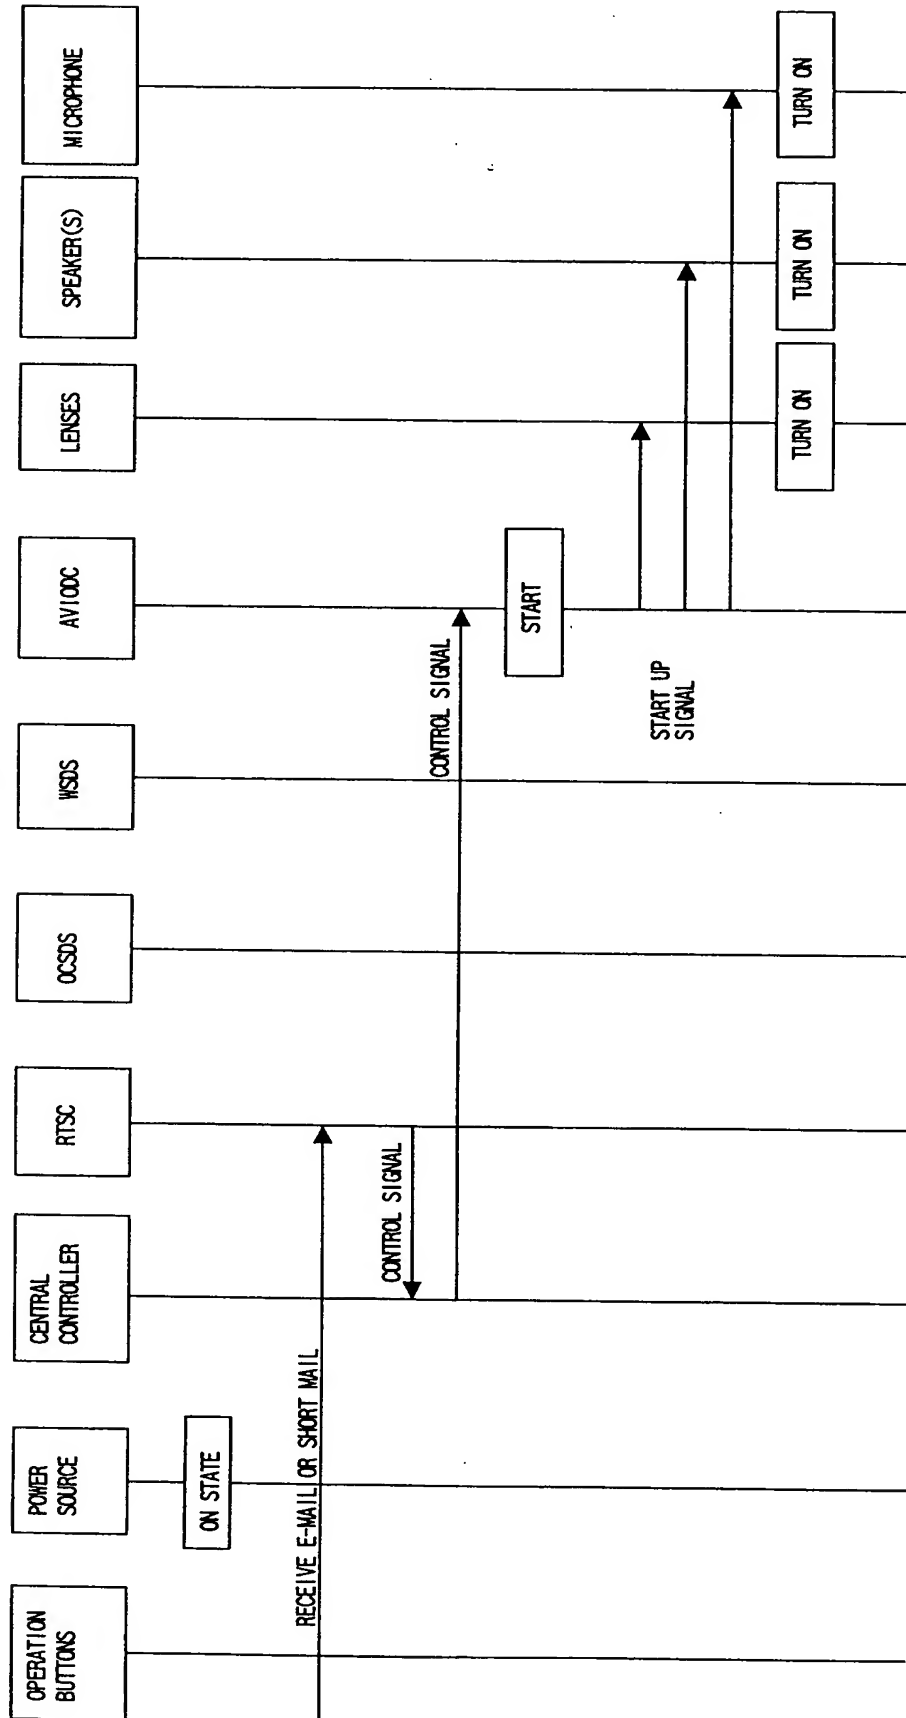 OPERATION
BUTTONS
POWER
SOURCE
CENTRAL
CONTROLLER
RTSC
OCSDS
WSDS
AVIODC
LENSES
SPEAKER(S)
MICROPHONE
ON STATE
RECEIVE E-MAIL OR SHORT MAIL
CONTROL SIGNAL
CONTROL SIGNAL
START
START UP
SIGNAL
TURN ON
TURN ON
TURN ON